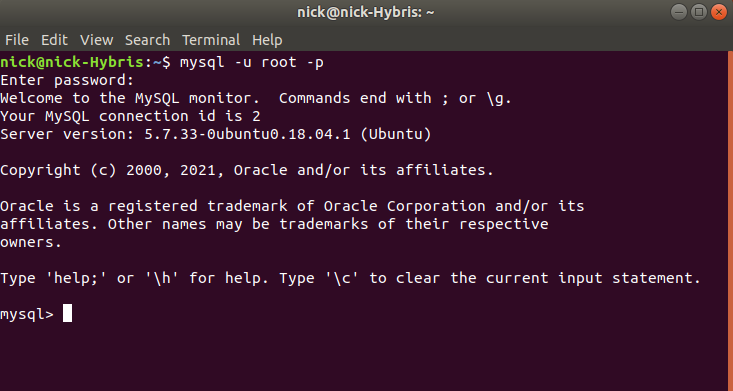 nick@nick-Hybris: ~
File Edit View Search Terminal Help
nick@nick-Hybris:~$ mysql -u root -p
Enter password:
Welcome to the MySQL monitor.  Commands end with ; or \g.
Your MySQL connection id is 2
Server version: 5.7.33-0ubuntu0.18.04.1 (Ubuntu)
Copyright (c) 2000, 2021, Oracle and/or its affiliates.
Oracle is a registered trademark of Oracle Corporation and/or its
affiliates. Other names may be trademarks of their respective
owners.
Type 'help;' or '\h' for help. Type '\c' to clear the current input statement.
mysql>